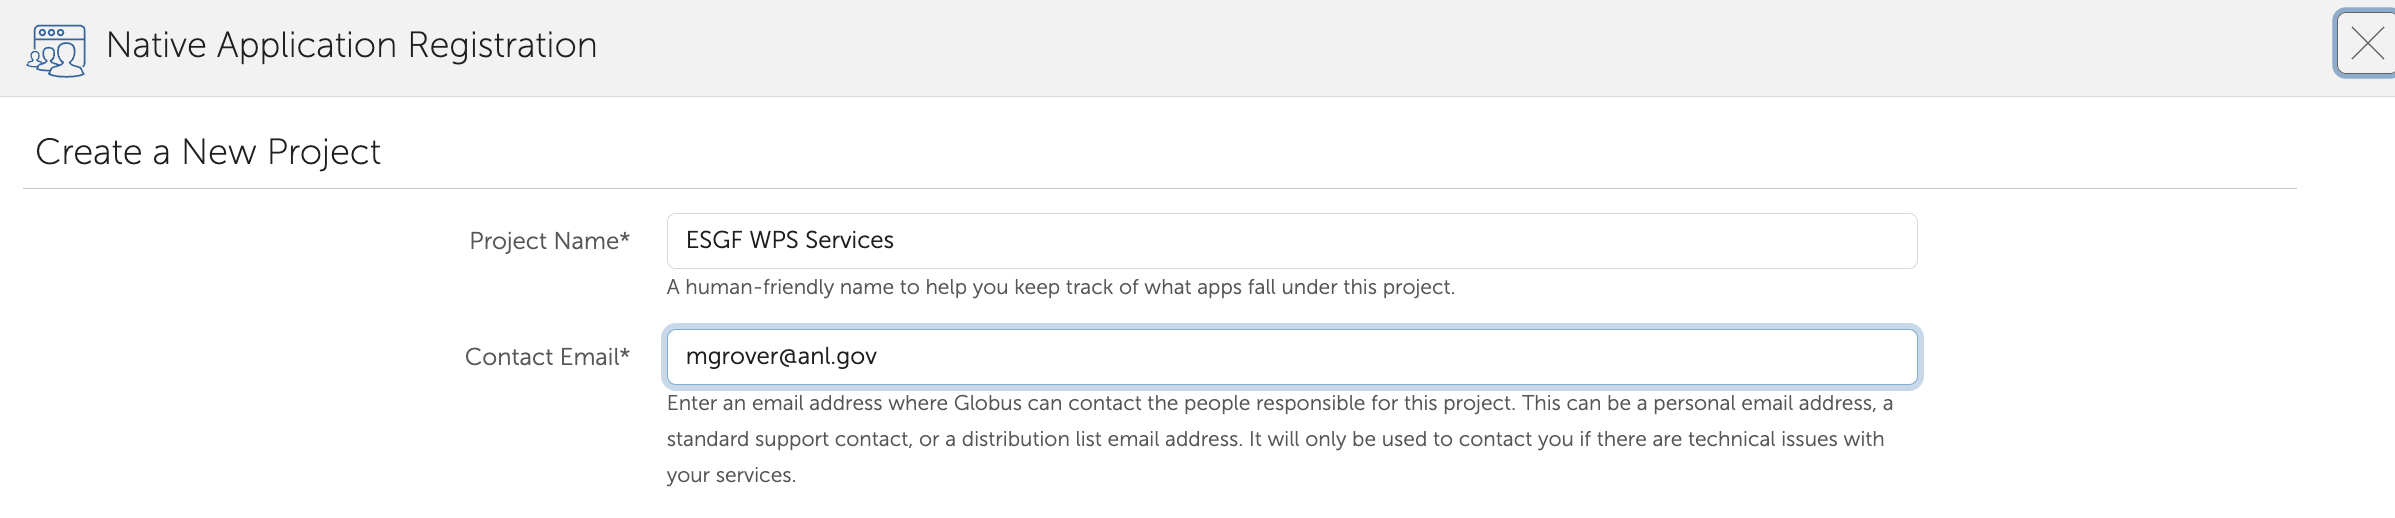 Native Application Registration
Create a New Project
Project Name*
ESGF WPS Services
A human-friendly name to help you keep track of what apps fall under this project.
Contact Email*
mgrover@anl.gov
Enter an email address where Globus can contact the people responsible for this project. This can be a personal email address, a
standard support contact, or a distribution list email address. It will only be used to contact you if there are technical issues with
your services.